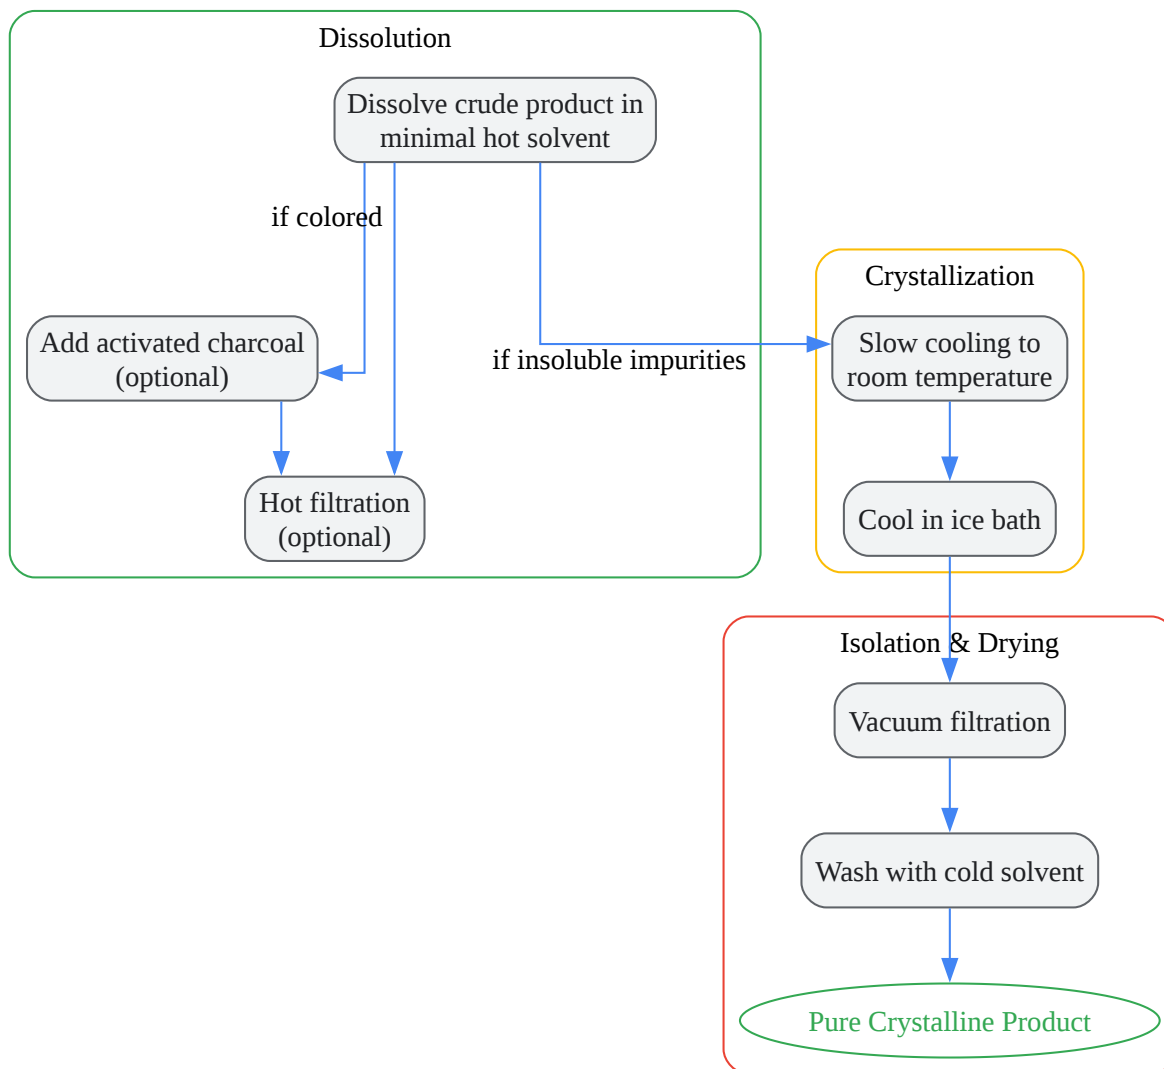 Dissolution
Dissolve crude product in
minimal hot solvent
if colored
Add activated charcoal
(optional)
if insoluble impurities
Hot filtration
(optional)
Crystallization
Slow cooling to
room temperature
Cool in ice bath
Isolation & Drying
Vacuum filtration
Wash with cold solvent
Pure Crystalline Product